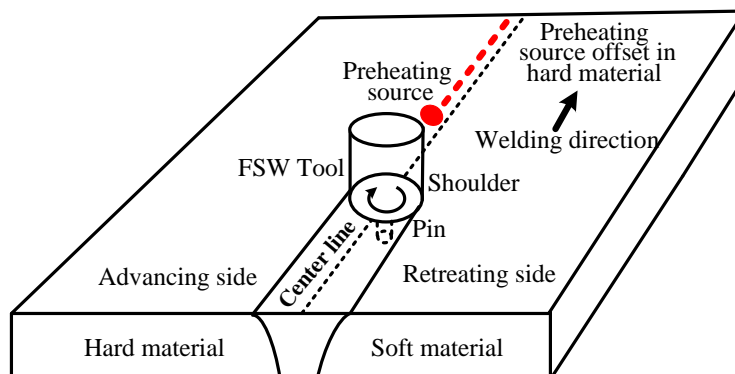 Preheating
source offset in
hard material
Preheating
source
Welding direction
FSW Tool
Shoulder
Pin
Center line
Advancing side
Retreating side
Hard material
Soft material